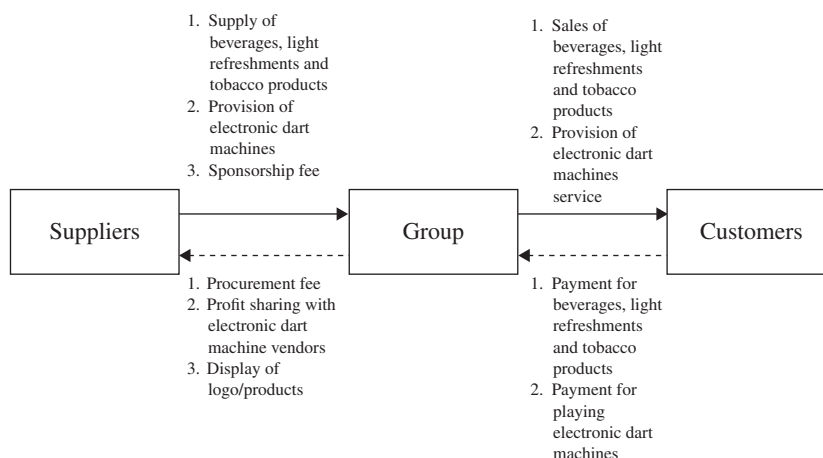 1. Supply of
beverages, light
refreshments and
tobacco products
2. Provision of
electronic dart
machines
3. Sponsorship fee
1. Sales of
beverages, light
refreshments
and tobacco
products
2. Provision of
electronic dart
machines
service
Suppliers
Group
Customers
1. Procurement fee
2. Profit sharing with
electronic dart
machine vendors
3. Display of
logo/products
1. Payment for
beverages, light
refreshments
and tobacco
products
2. Payment for
playing
electronic dart
machines